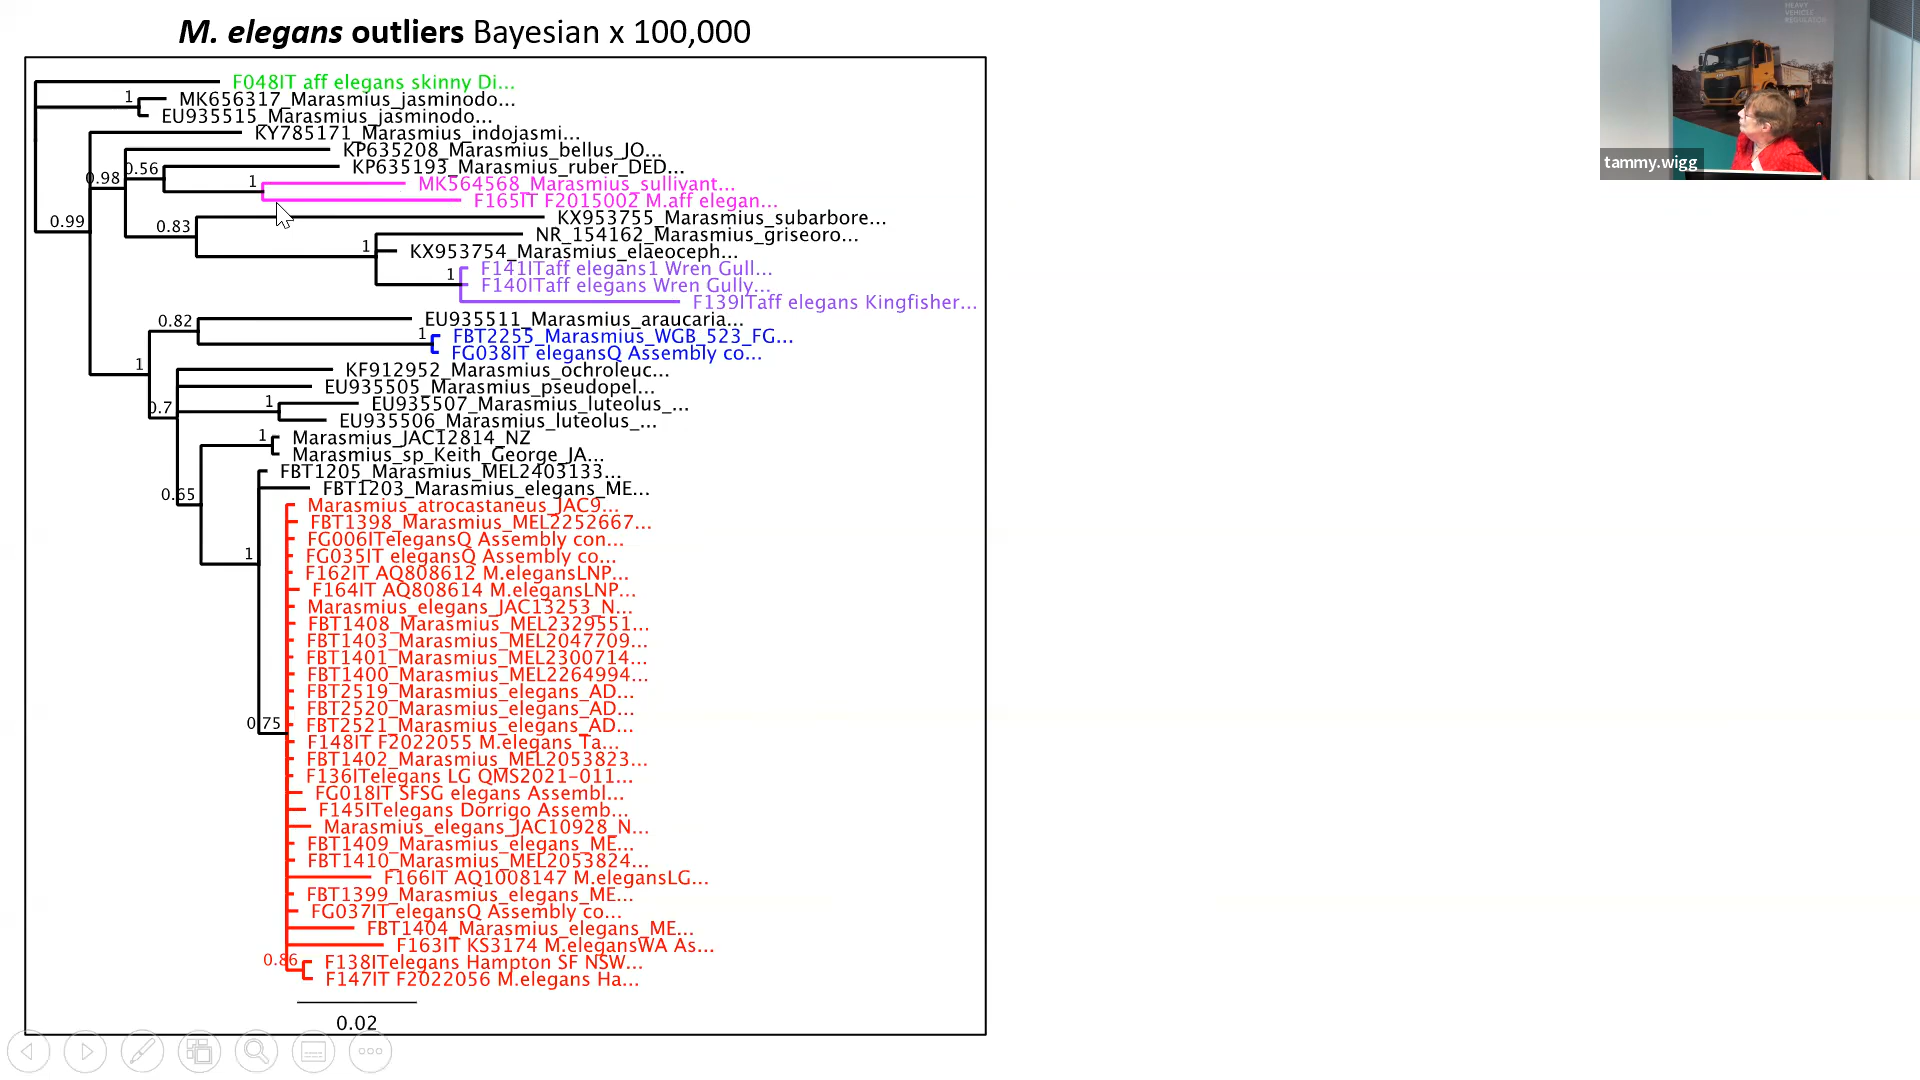 M. elegans outliers Bayesian x 100,000
F048IT aff elegans skinny Di...
1
MK656317_Marasmius_jasminodo...
EU935515_Marasmius_jasminodo...
KY785171_Marasmius_indojasmi...
KP635208_Marasmius_bellus_JO...
0.56
KP635193_Marasmius_ruber_DED...
0.98
1
MK564568_Marasmius_sullivant...
F165IT F2015002 M.aff elegan...
0.99
0.83
KX953755_Marasmius_subarbore...
NR_154162_Marasmius_griseoro...
1
KX953754_Marasmius_elaeoceph...
1
F141ITaff elegans1 Wren Gull...
F140ITaff elegans Wren Gully...
F139ITaff elegans Kingfisher...
0.82
EU935511_Marasmius_araucaria...
1
FBT2255_Marasmius_WGB_523_FG...
FG038IT elegansQ Assembly co...
1
KF912952_Marasmius_ochroleuc...
EU935505_Marasmius_pseudopel...
0.7
1
EU935507_Marasmius_luteolus_...
EU935506_Marasmius_luteolus_...
1
Marasmius_JAC12814_NZ
Marasmius_sp_Keith_George_JA...
FBT1205_Marasmius_MEL2403133...
0.65
FBT1203_Marasmius_elegans_ME...
Marasmius_atrocastaneus_JAC9...
FBT1398_Marasmius_MEL2252667...
FG006ITelegansQ Assembly con...
1
FG035IT elegansQ Assembly co...
F162IT AQ808612 M.elegansLNP...
F164IT AQ808614 M.elegansLNP...
Marasmius_elegans_JAC13253_N...
FBT1408_Marasmius_MEL2329551...
FBT1403_Marasmius_MEL2047709...
FBT1401_Marasmius_MEL2300714...
FBT1400_Marasmius_MEL2264994...
FBT2519_Marasmius_elegans_AD...
FBT2520_Marasmius_elegans_AD...
0.75
FBT2521_Marasmius_elegans_AD...
F148IT F2022055 M.elegans Ta...
FBT1402_Marasmius_MEL2053823...
F136ITelegans LG QMS2021-011...
FG018IT SFSG elegans Assembl...
F145ITelegans Dorrigo Assemb...
Marasmius_elegans_JAC10928_N...
FBT1409_Marasmius_elegans_ME...
FBT1410_Marasmius_MEL2053824...
F166IT AQ1008147 M.elegansLG...
FBT1399_Marasmius_elegans_ME...
FG037IT elegansQ Assembly co...
FBT1404_Marasmius_elegans_ME...
F163IT KS3174 M.elegansWA As...
0.86
F138ITelegans Hampton SF NSW...
F147IT F2022056 M.elegans Ha...
0.02
HEAVY
VEHICLE
REGULATOR
tammy.wigg